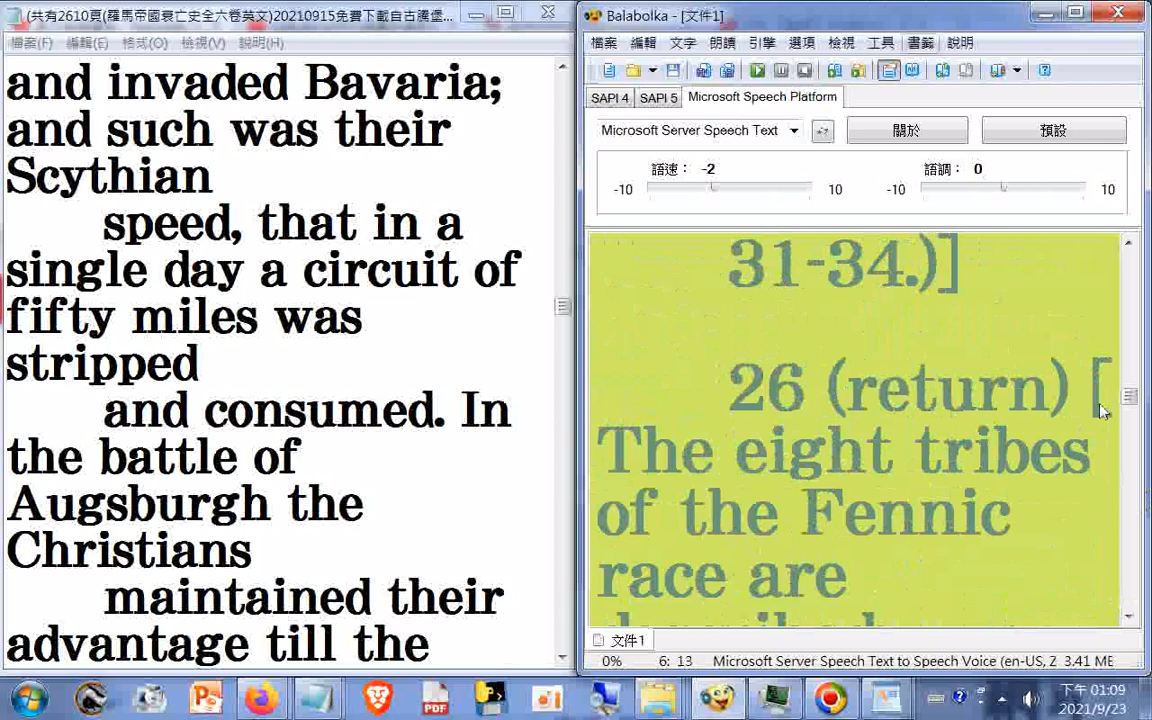 (共有2610頁(羅馬帝國衰亡史全六卷英文)20210915免費下載自古騰堡...
檔案(F) 編輯(E) 格式(O) 檢視(V) 說明(H)
and invaded Bavaria;
and such was their
Scythian
speed, that in a
single day a circuit of
fifty miles was
stripped
and consumed. In
the battle of
Augsburgh the
Christians
maintained their
advantage till the
Balabolka - [文件1]
檔案 編輯 文字 朗讀 引擎 選項 檢視 工具 書籤 說明
SAPI 4 SAPI 5 Microsoft Speech Platform
Microsoft Server Speech Text 關於 預設
語速： -2 語調： 0
-10 10 -10 10
31-34.)]
26 (return) [
The eight tribes
of the Fennic
race are
described
文件1
0% 6: 13 Microsoft Server Speech Text to Speech Voice (en-US, Z 3.41 MB
下午 01:09
2021/9/23